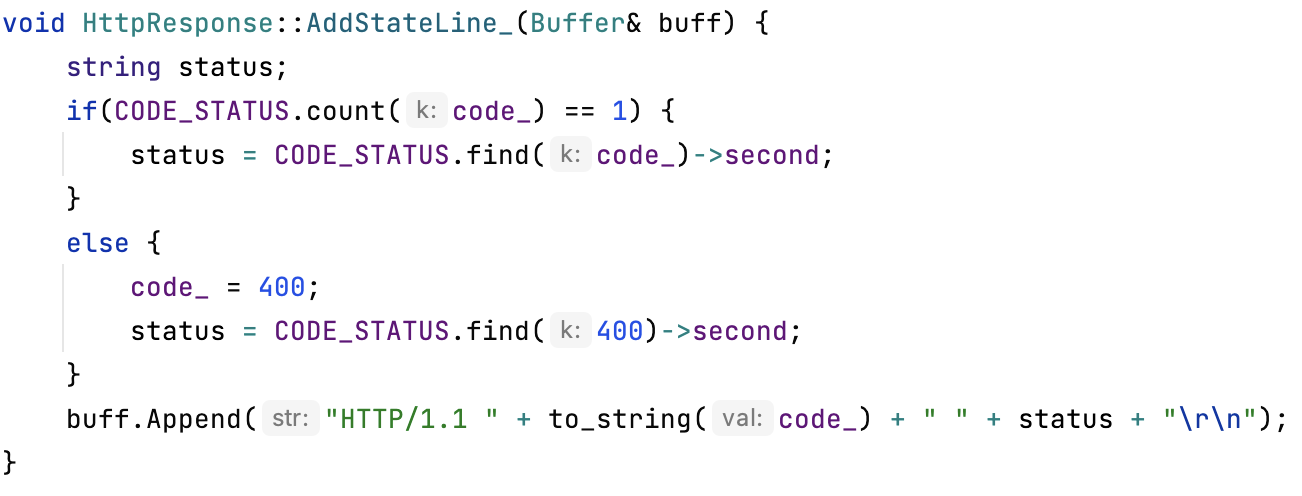 void HttpResponse::AddStateLine_(Buffer& buff) {
    string status;
    if(CODE_STATUS.count( k: code_) == 1) {
        status = CODE_STATUS.find( k: code_)->second;
    }
    else {
        code_ = 400;
        status = CODE_STATUS.find( k: 400)->second;
    }
    buff.Append( str: "HTTP/1.1 " + to_string( val: code_) + " " + status + "\r\n");
}